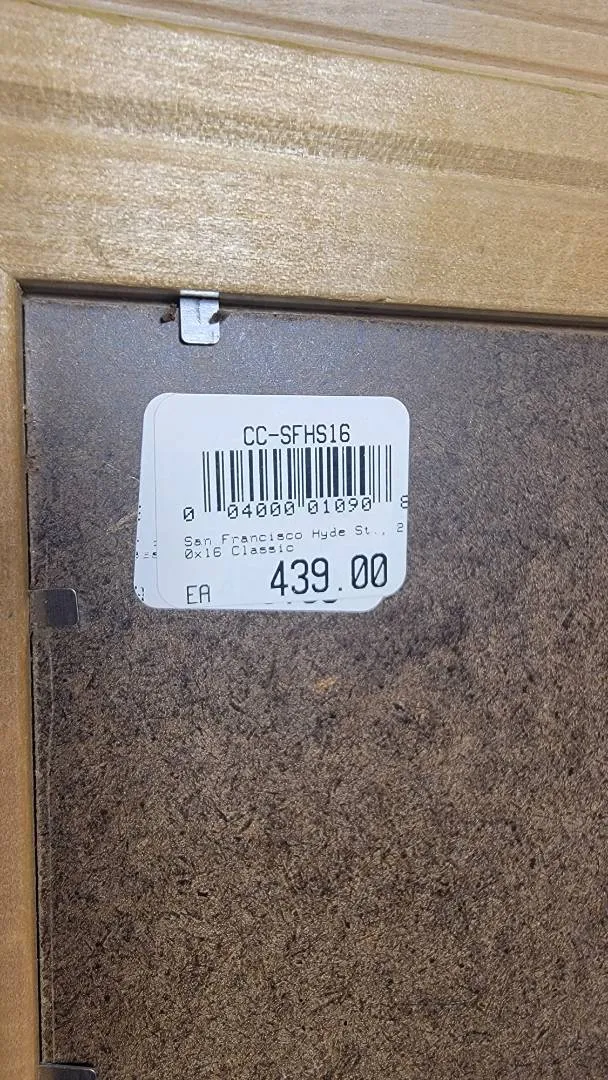 CC-SFHS16
0 04000 01090 8
San Francisco Hyde St., 2
0x16 Classic
EA 439.00